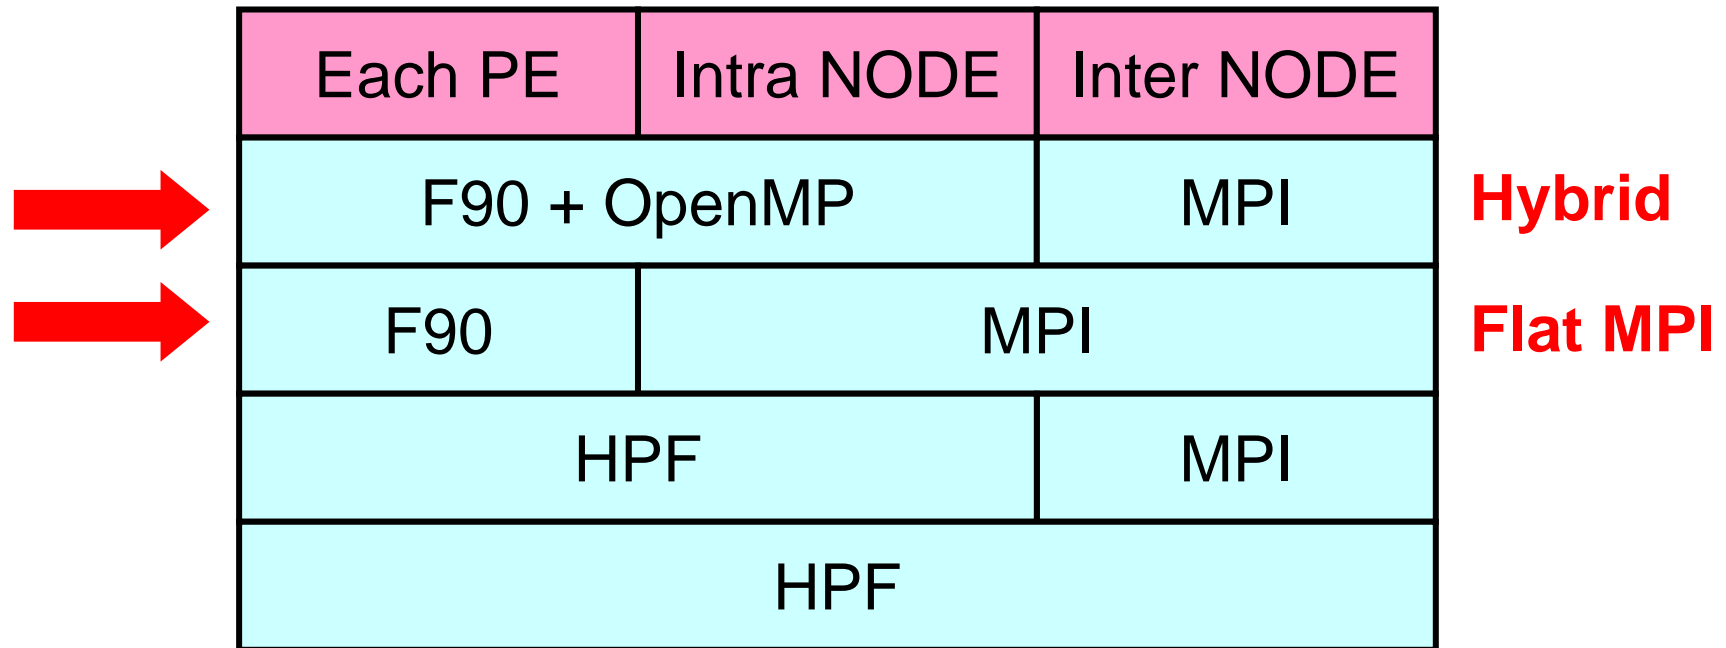 Each PE Intra NODE Inter NODE
F90 + OpenMP MPI Hybrid
F90 MPI Flat MPI
HPF MPI
HPF